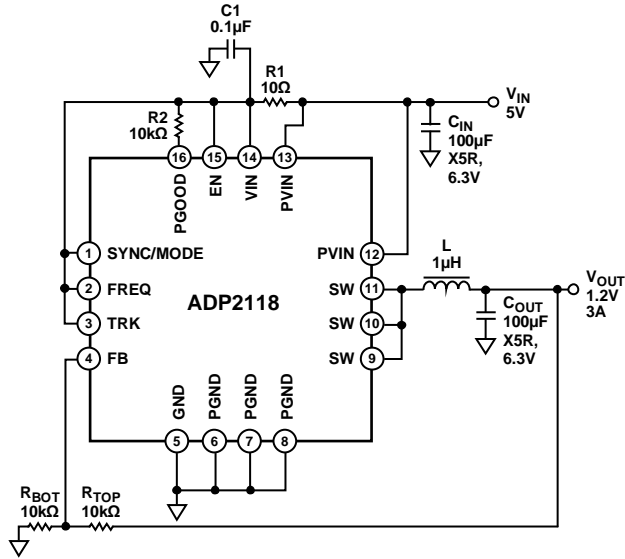 C1
0.1µF
R1
10Ω
R2
10kΩ
VIN
5V
CIN
100µF
X5R,
6.3V
16
15
14
13
PGOOD
EN
VIN
PVIN
1
SYNC/MODE
2
FREQ
3
TRK
4
FB
ADP2118
PVIN
12
SW
11
SW
10
SW
9
L
1µH
VOUT
1.2V
3A
COUT
100µF
X5R,
6.3V
GND
PGND
PGND
PGND
5
6
7
8
RBOT
10kΩ
RTOP
10kΩ